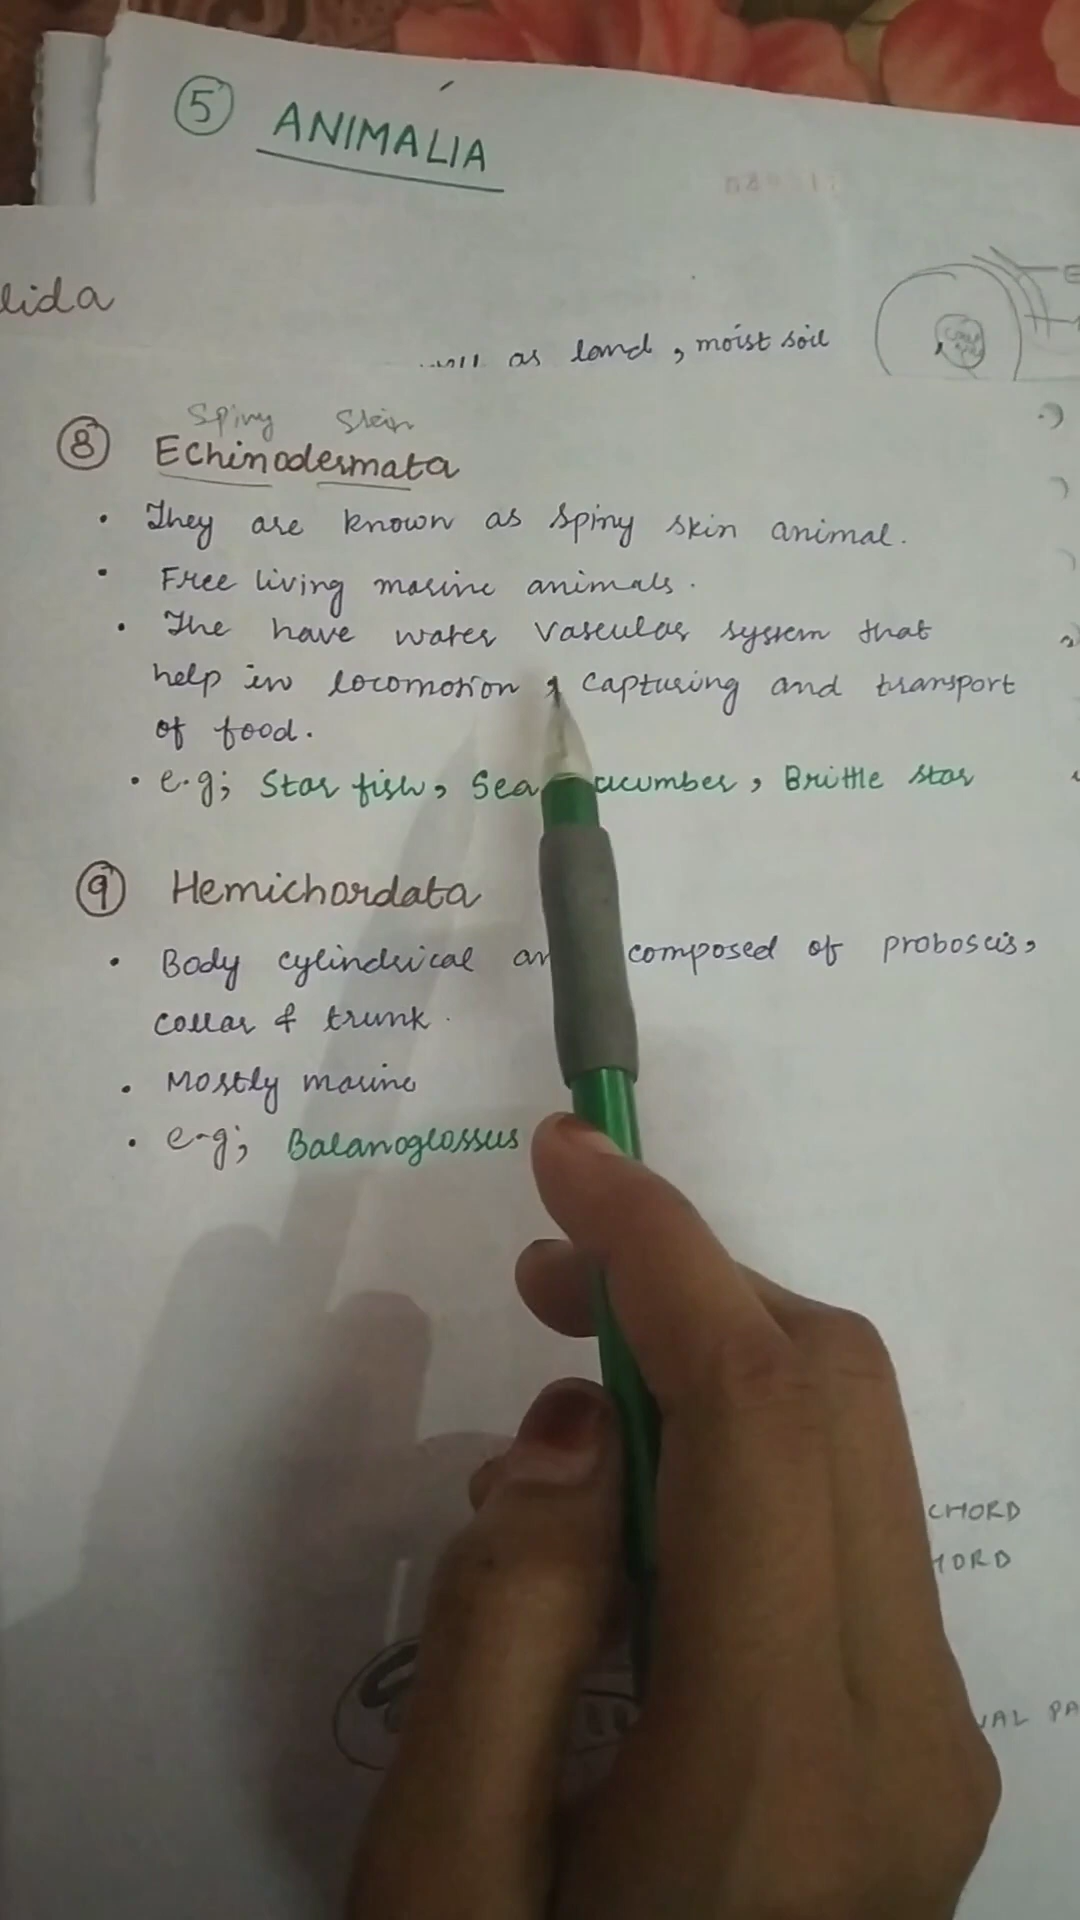 5 ANIMALIA
lida
as land, moist soil
Spiny Skin
8 Echinodermata
• They are known as spiny skin animal.
• Free living marine animals.
• The have water vascular system that
help in locomotion, capturing and transport
of food.
• e.g; Star fish, Sea cucumber, Brittle star
9 Hemichordata
• Body cylindrical an composed of proboscis,
collar & trunk.
• Mostly marine
• e-g; Balanoglossus
CHORD
HORD
NAL PA